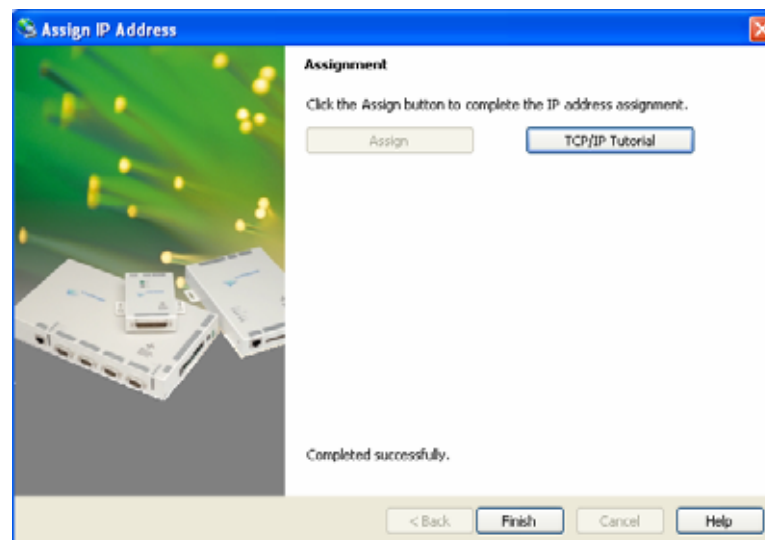 Assign IP Address
Assignment
Click the Assign button to complete the IP address assignment.
Assign
TCP/IP Tutorial
Completed successfully.
< Back
Finish
Cancel
Help